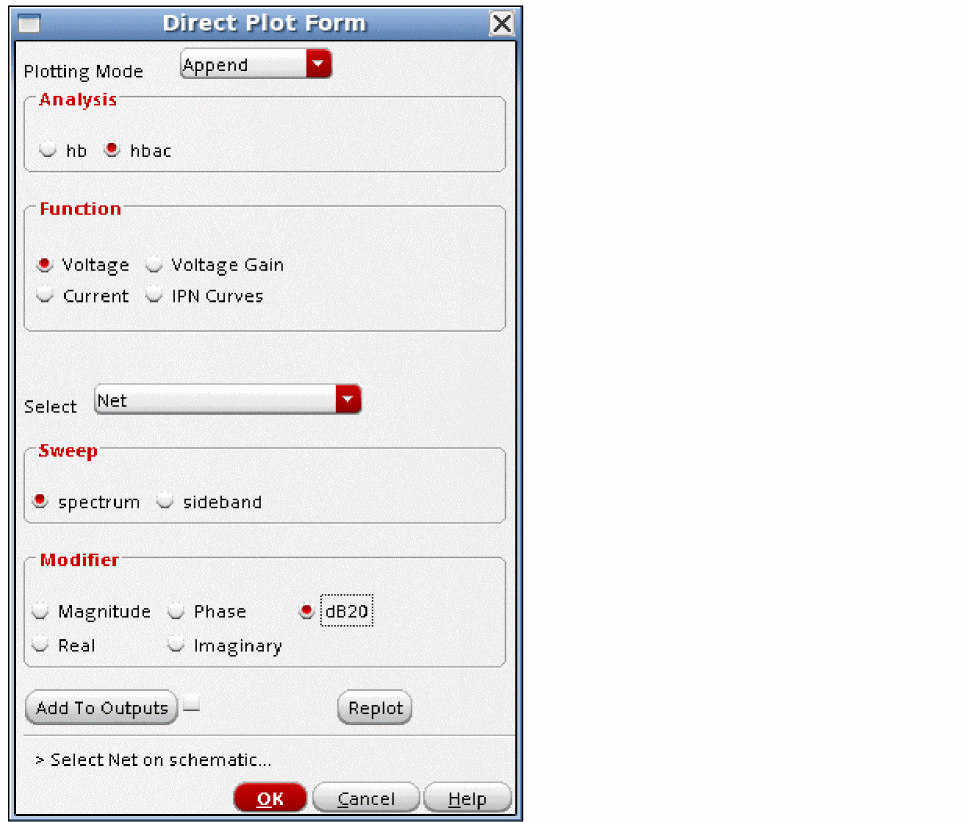 Direct Plot Form
Plotting Mode Append
Analysis
hb hbac
Function
Voltage Voltage Gain
Current IPN Curves
Select Net
Sweep
spectrum sideband
Modifier
Magnitude Phase dB20
Real Imaginary
Add To Outputs Replot
> Select Net on schematic...
OK Cancel Help